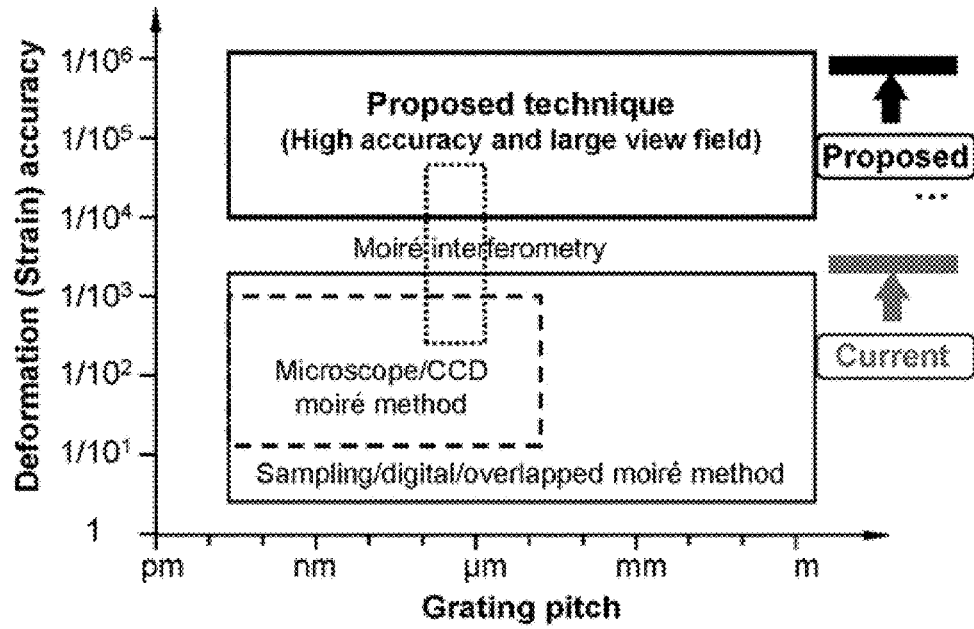 Deformation (Strain) accuracy
1/10⁶
1/10⁵
1/10⁴
1/10³
1/10²
1/10¹
1
Proposed technique
(High accuracy and large view field)
Moiré interferometry
Microscope/CCD
moiré method
Sampling/digital/overlapped moiré method
Proposed
...
Current
pm
nm
μm
mm
m
Grating pitch